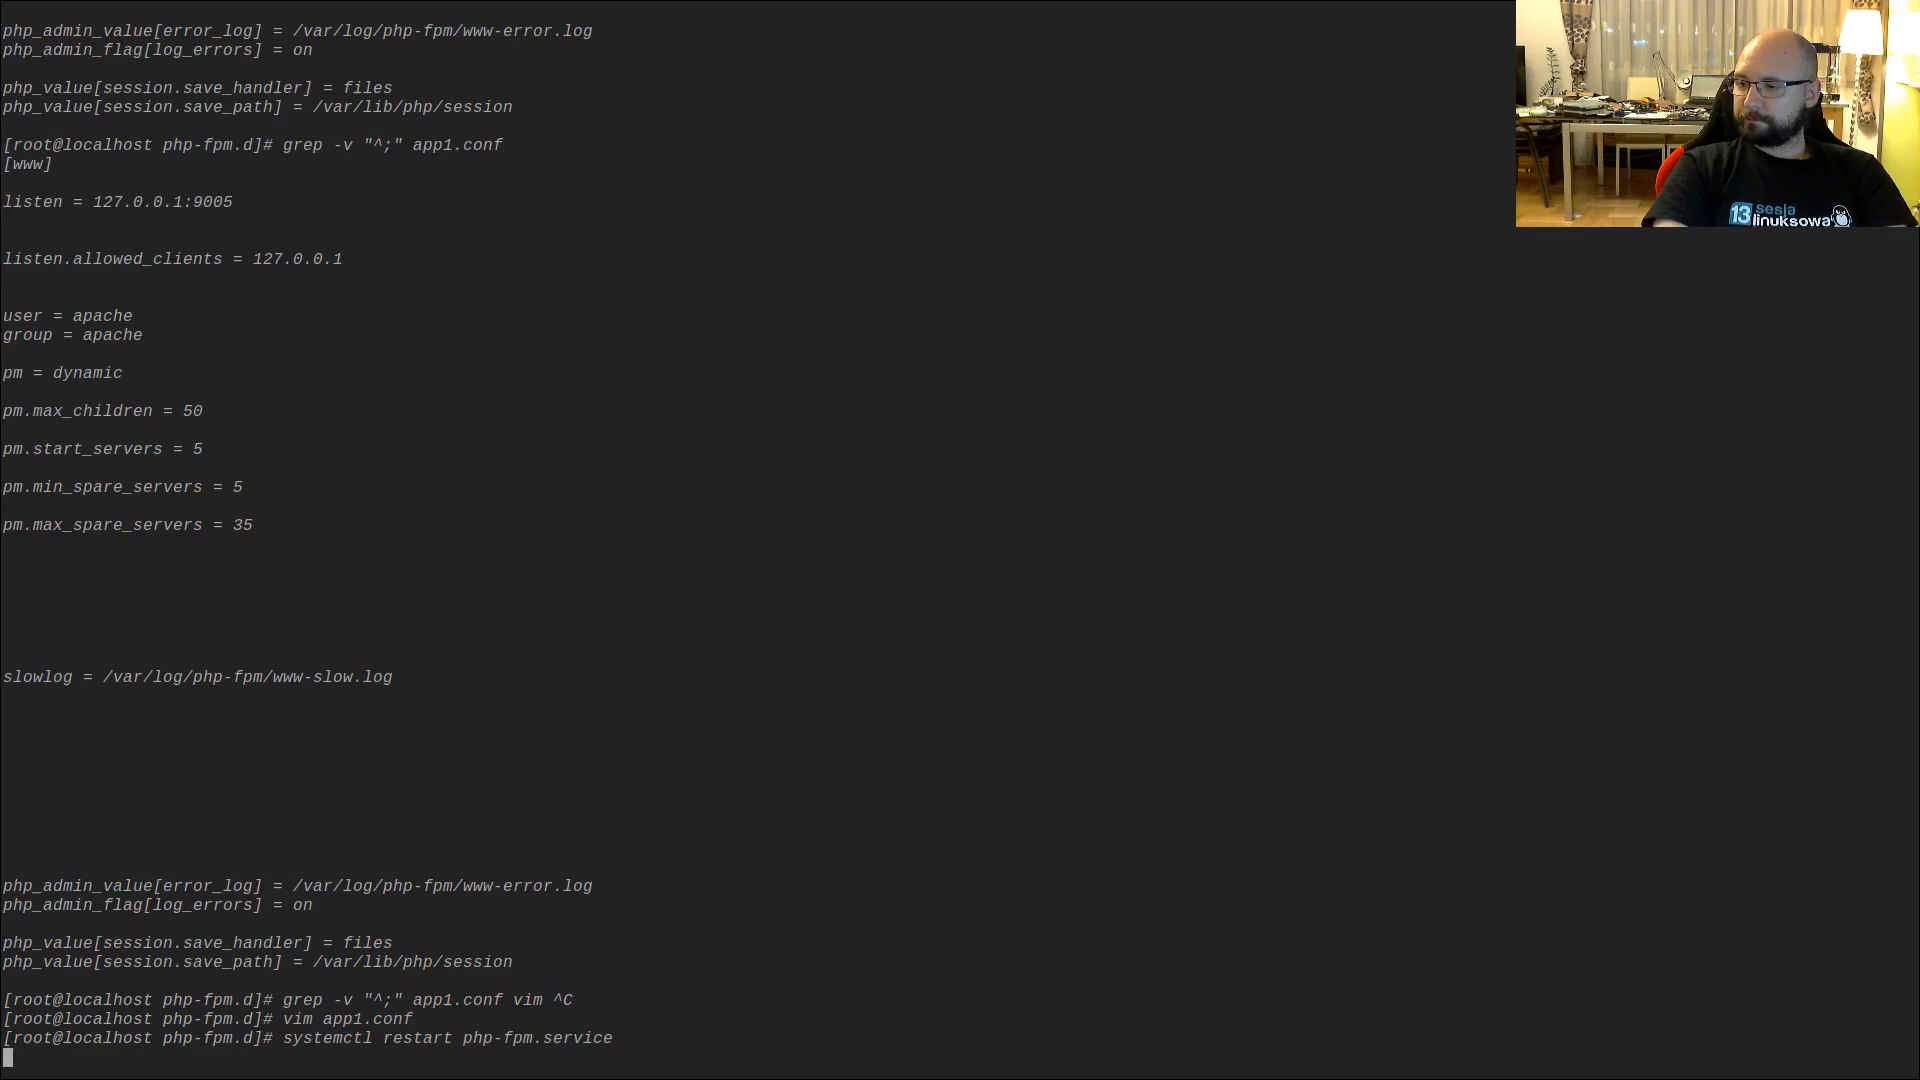 php_admin_value[error_log] = /var/log/php-fpm/www-error.log
php_admin_flag[log_errors] = on
php_value[session.save_handler] = files
php_value[session.save_path] = /var/lib/php/session
[root@localhost php-fpm.d]# grep -v "^;" app1.conf
[www]
listen = 127.0.0.1:9005
listen.allowed_clients = 127.0.0.1
user = apache
group = apache
pm = dynamic
pm.max_children = 50
pm.start_servers = 5
pm.min_spare_servers = 5
pm.max_spare_servers = 35
slowlog = /var/log/php-fpm/www-slow.log
php_admin_value[error_log] = /var/log/php-fpm/www-error.log
php_admin_flag[log_errors] = on
php_value[session.save_handler] = files
php_value[session.save_path] = /var/lib/php/session
[root@localhost php-fpm.d]# grep -v "^;" app1.conf vim ^C
[root@localhost php-fpm.d]# vim app1.conf
[root@localhost php-fpm.d]# systemctl restart php-fpm.service
13 sesja
linuksowa